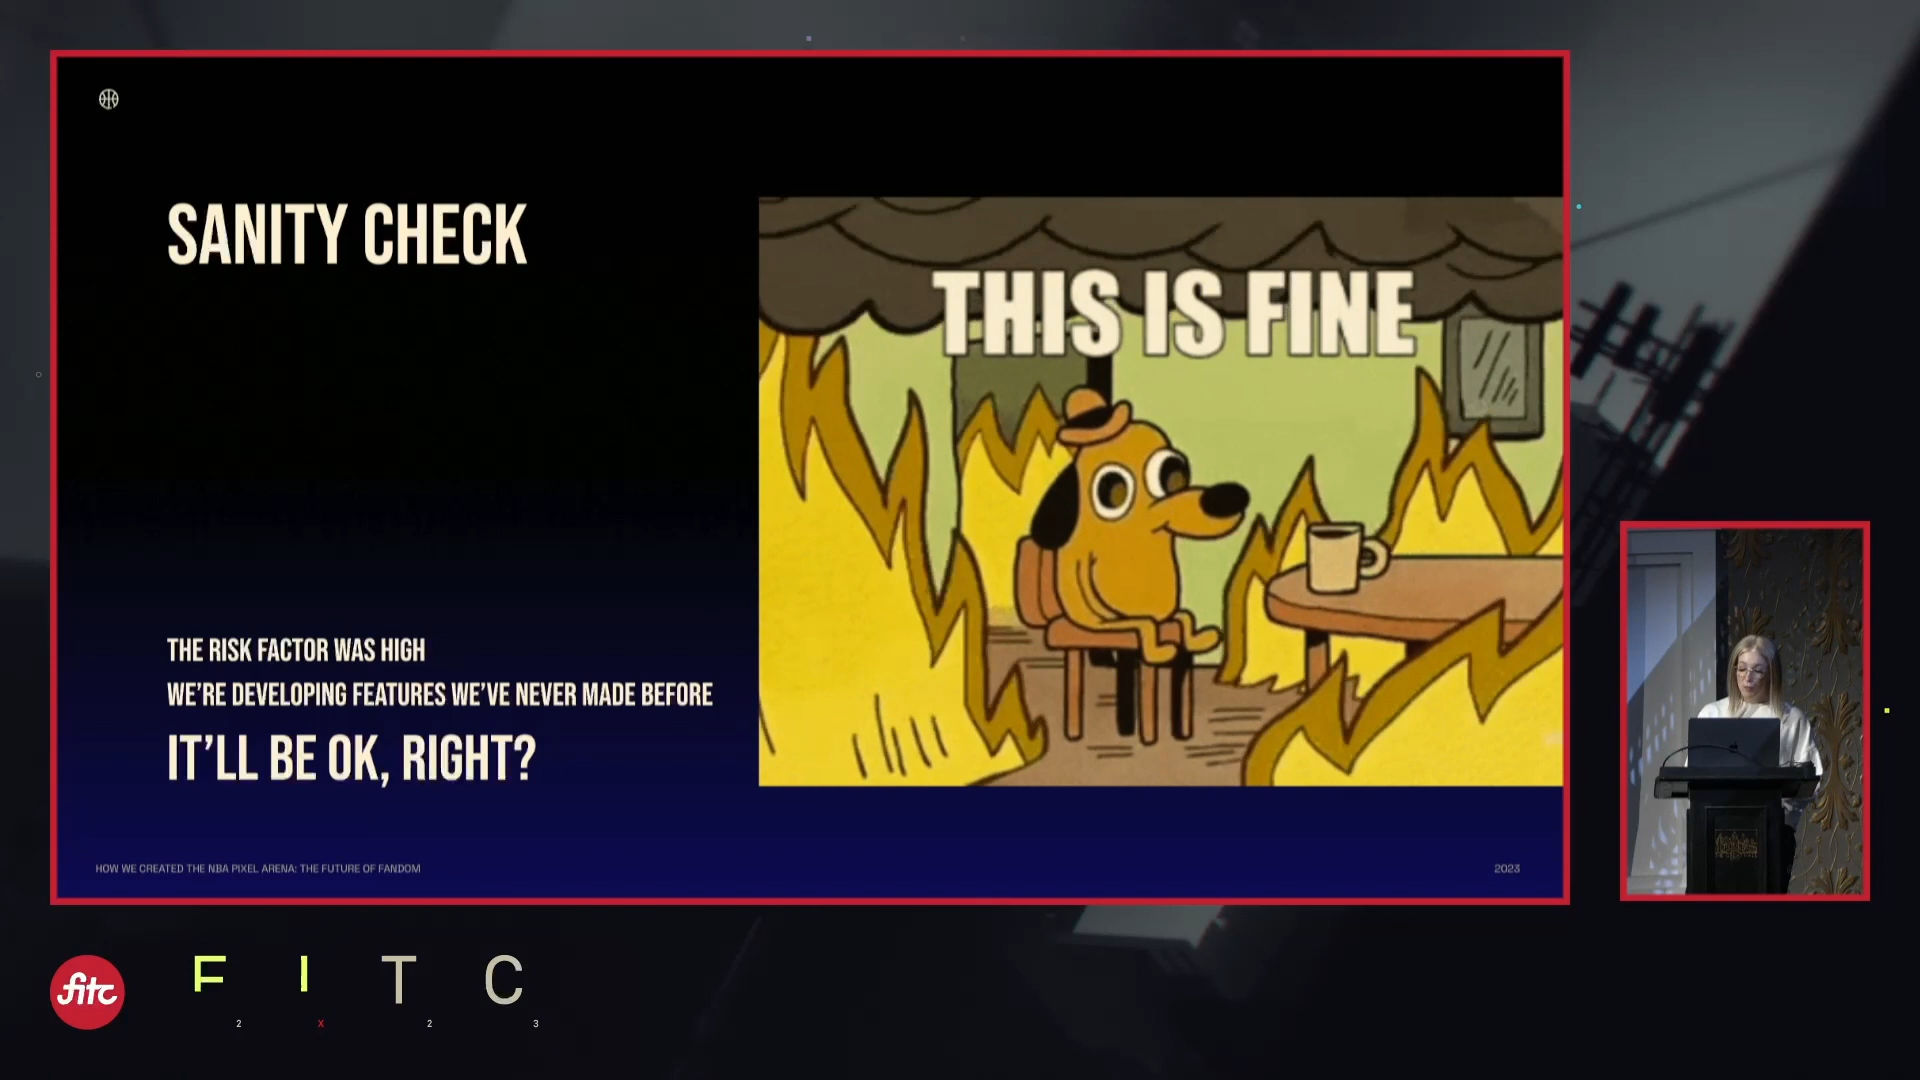 SANITY CHECK
THIS IS FINE
THE RISK FACTOR WAS HIGH
WE'RE DEVELOPING FEATURES WE'VE NEVER MADE BEFORE
IT'LL BE OK, RIGHT?
HOW WE CREATED THE NBA PIXEL ARENA: THE FUTURE OF FANDOM
2023
fitc
F I T C
2 X 2 3